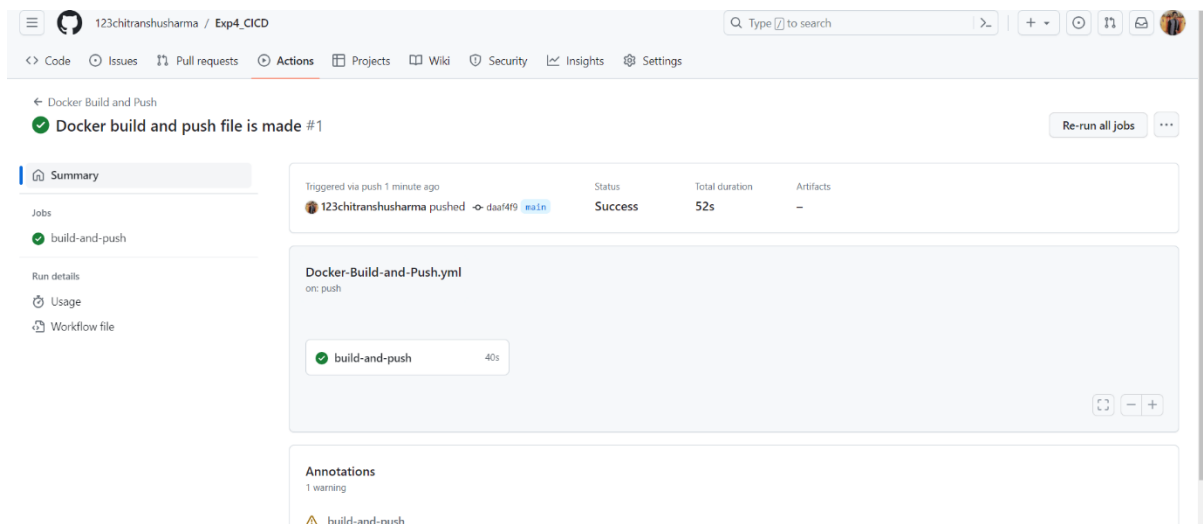 123chitranshusharma / Exp4_CICD
Type / to search
Code Issues Pull requests Actions Projects Wiki Security Insights Settings
← Docker Build and Push
Docker build and push file is made #1
Re-run all jobs
Summary
Jobs
build-and-push
Run details
Usage
Workflow file
Triggered via push 1 minute ago
123chitranshusharma pushed daaf4f9 main
Status
Success
Total duration
52s
Artifacts
–
Docker-Build-and-Push.yml
on: push
build-and-push 40s
Annotations
1 warning
build-and-push